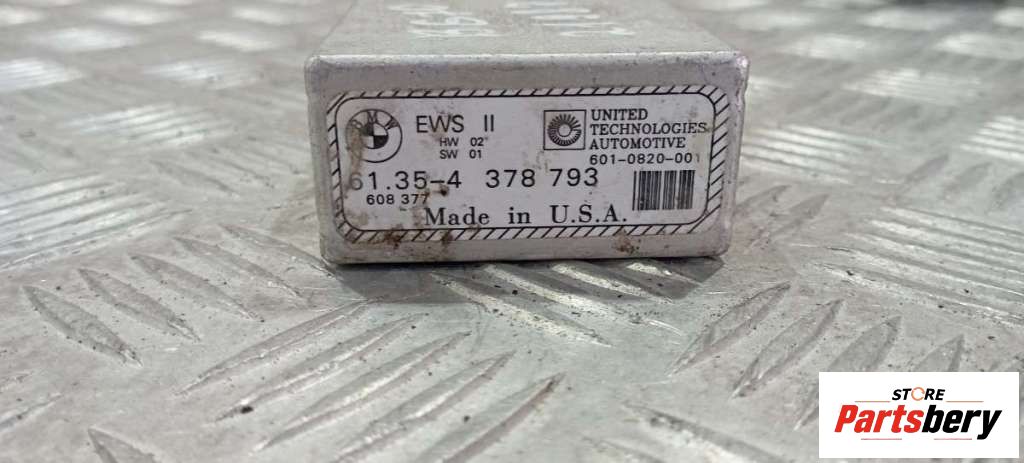 BMW
EWS II
HW 02
SW 01
UNITED
TECHNOLOGIES
AUTOMOTIVE
601-0820-001
61.35-4 378 793
608 377
Made in U.S.A.
STORE
Partsbery